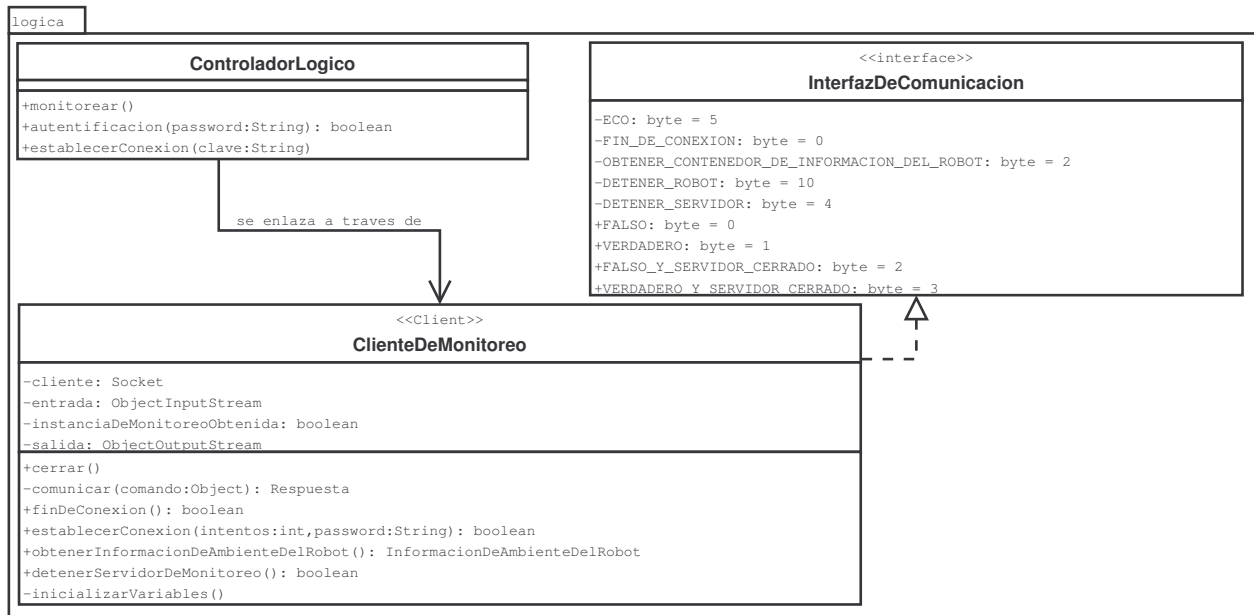 logica
ControladorLogico
+monitorear()
+autentificacion(password:String): boolean
+establecerConexion(clave:String)
<<interface>>
InterfazDeComunicacion
-ECO: byte = 5
-FIN_DE_CONEXION: byte = 0
-OBTENER_CONTENEDOR_DE_INFORMACION_DEL_ROBOT: byte = 2
-DETENER_ROBOT: byte = 10
-DETENER_SERVIDOR: byte = 4
+FALSO: byte = 0
+VERDADERO: byte = 1
+FALSO_Y_SERVIDOR_CERRADO: byte = 2
+VERDADERO_Y_SERVIDOR_CERRADO: byte = 3
se enlaza a traves de
<<Client>>
ClienteDeMonitoreo
-cliente: Socket
-entrada: ObjectInputStream
-instanciaDeMonitoreoObtenida: boolean
-salida: ObjectOutputStream
+cerrar()
-comunicar(comando:Object): Respuesta
+finDeConexion(): boolean
+establecerConexion(intentos:int,password:String): boolean
+obtenerInformacionDeAmbienteDelRobot(): InformacionDeAmbienteDelRobot
+detenerServidorDeMonitoreo(): boolean
-inicializarVariables()